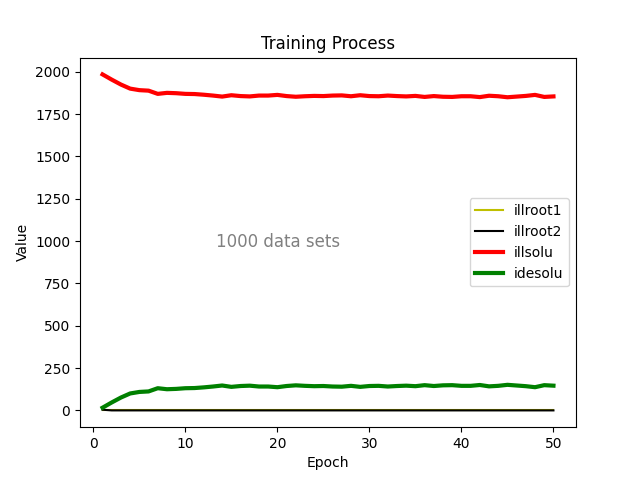 Training Process
2000
1750
1500
1250
1000
750
500
250
0
Value
1000 data sets
illroot1
illroot2
illsolu
idesolu
0 10 20 30 40 50
Epoch